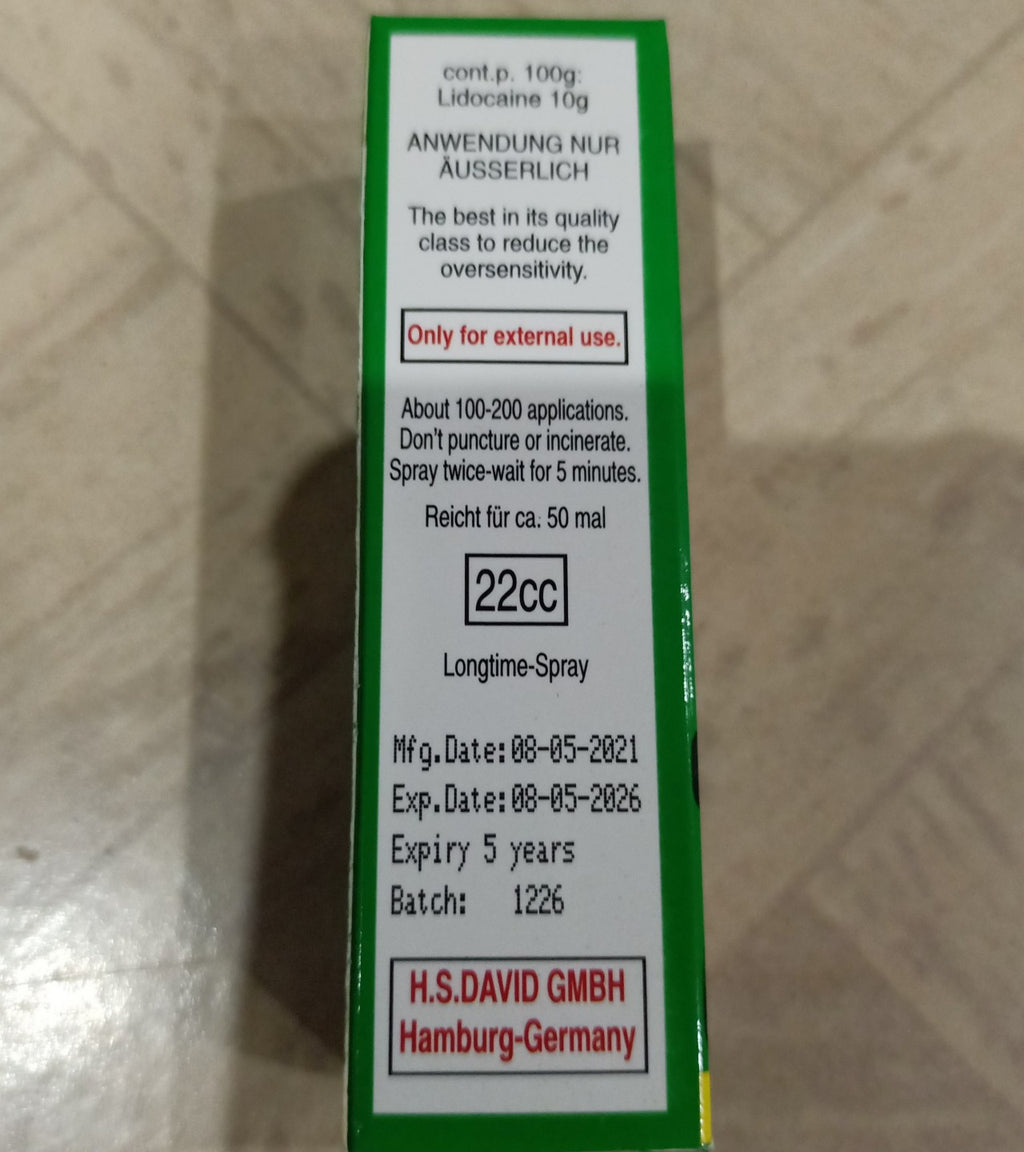 cont.p. 100g:
Lidocaine 10g
ANWENDUNG NUR
ÄUSSERLICH
The best in its quality
class to reduce the
oversensitivity.
Only for external use.
About 100-200 applications.
Don't puncture or incinerate.
Spray twice-wait for 5 minutes.
Reicht für ca. 50 mal
22cc
Longtime-Spray
Mfg.Date:08-05-2021
Exp.Date:08-05-2026
Expiry 5 years
Batch: 1226
H.S.DAVID GMBH
Hamburg-Germany